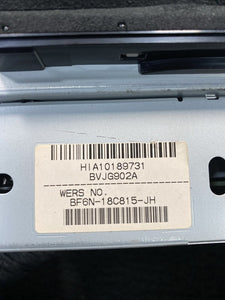 HIA10189731
BVJG902A
WERS NO.
BF6N-18C815-JH